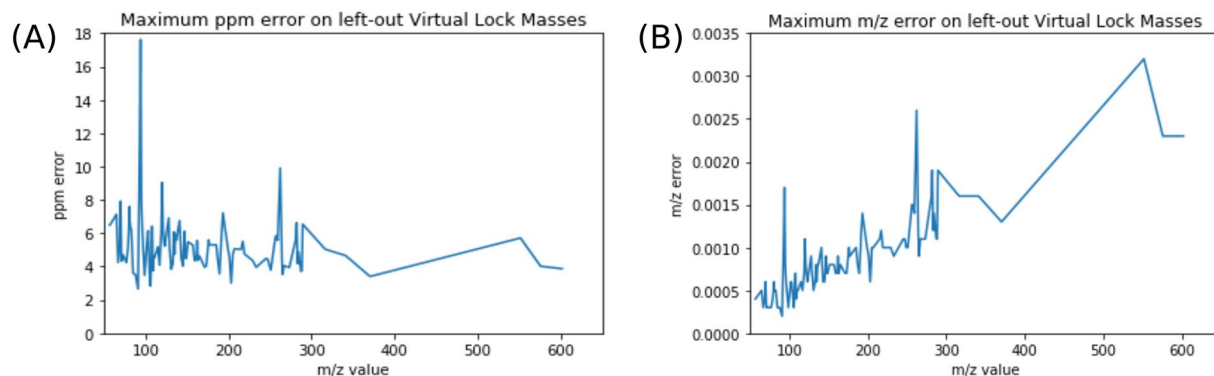 (A)
Maximum ppm error on left-out Virtual Lock Masses
18
16
14
12
10
8
6
4
2
0
ppm error
100 200 300 400 500 600
m/z value
(B)
Maximum m/z error on left-out Virtual Lock Masses
0.0035
0.0030
0.0025
0.0020
0.0015
0.0010
0.0005
0.0000
m/z error
100 200 300 400 500 600
m/z value